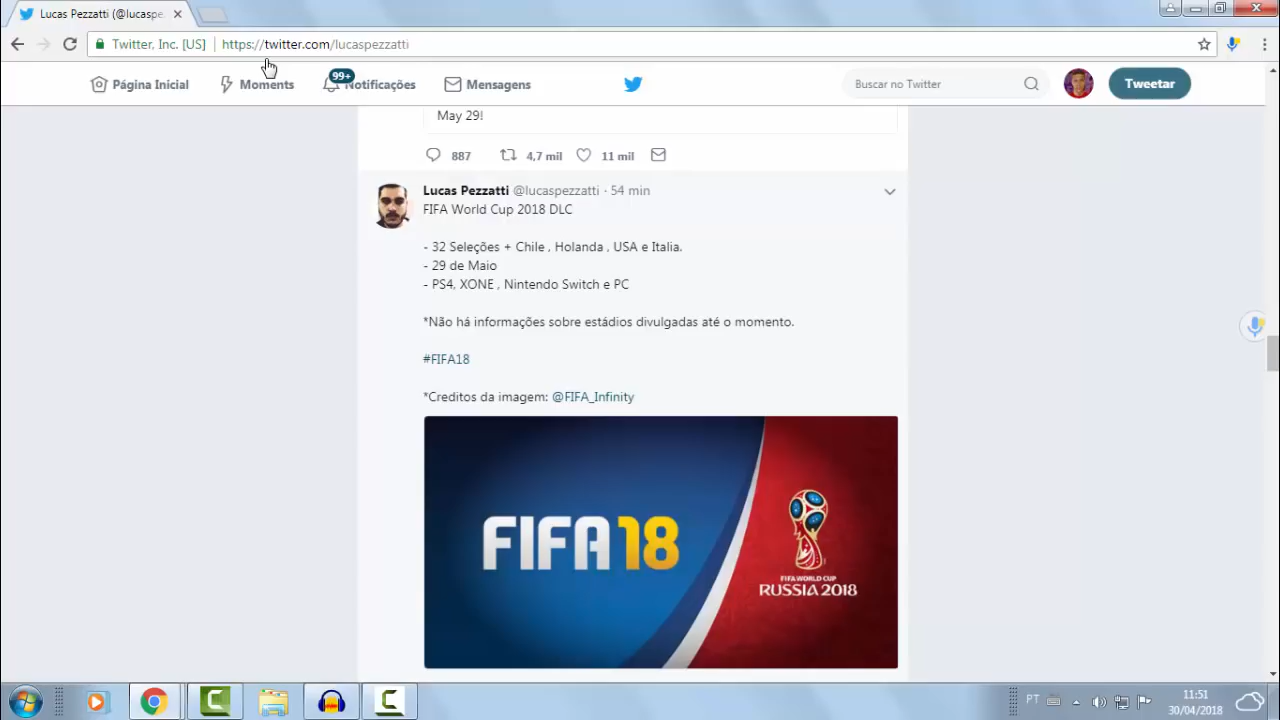 Lucas Pezzatti (@lucaspe
Twitter, Inc. [US]
https://twitter.com/lucaspezzatti
Página Inicial
Moments
99+
Notificações
Mensagens
Buscar no Twitter
Tweetar
May 29!
887
4,7 mil
11 mil
Lucas Pezzatti @lucaspezzatti · 54 min
FIFA World Cup 2018 DLC
- 32 Seleções + Chile , Holanda , USA e Italia.
- 29 de Maio
- PS4, XONE , Nintendo Switch e PC
*Não há informações sobre estádios divulgadas até o momento.
#FIFA18
*Creditos da imagem: @FIFA_Infinity
FIFA18
FIFA WORLD CUP
RUSSIA 2018
PT
11:51
30/04/2018